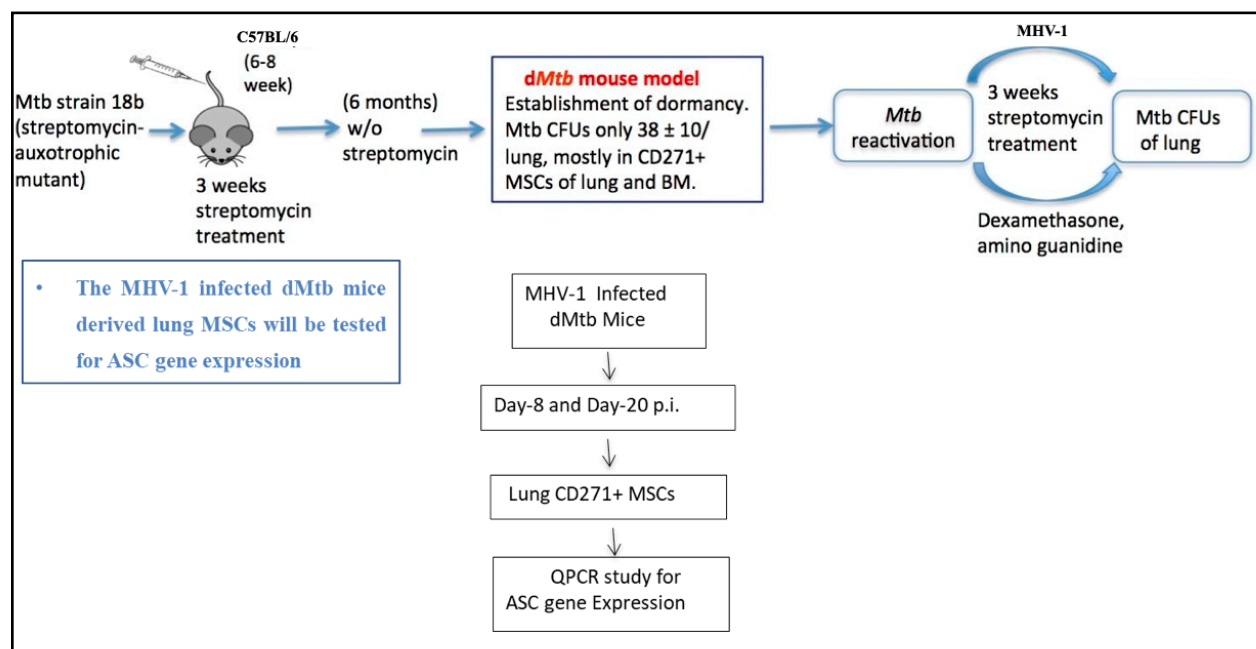 Mtb strain 18b
(streptomycin-
auxotrophic
mutant)
C57BL/6
(6-8
week)
3 weeks
streptomycin
treatment
(6 months)
w/o
streptomycin
dMtb mouse model
Establishment of dormancy.
Mtb CFUs only 38 ± 10/
lung, mostly in CD271+
MSCs of lung and BM.
Mtb
reactivation
MHV-1
3 weeks
streptomycin
treatment
Dexamethasone,
amino guanidine
Mtb CFUs
of lung
• The MHV-1 infected dMtb mice
derived lung MSCs will be tested
for ASC gene expression
MHV-1 Infected
dMtb Mice
Day-8 and Day-20 p.i.
Lung CD271+ MSCs
QPCR study for
ASC gene Expression